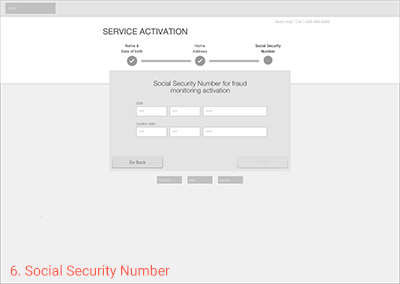 Need Help? Call 1-888-889-8888
SERVICE ACTIVATION
Name & Date of birth
Home Address
Social Security Number
Social Security Number for fraud
monitoring activation
SSN
Confirm SSN
Go Back
6. Social Security Number